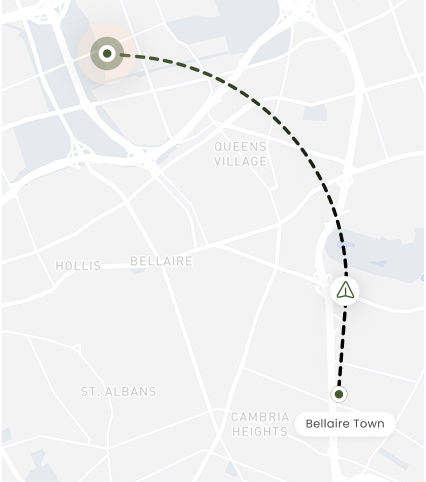 QUEENS
VILLAGE
HOLLIS
BELLAIRE
ST. ALBANS
CAMBRIA
HEIGHTS
Bellaire Town